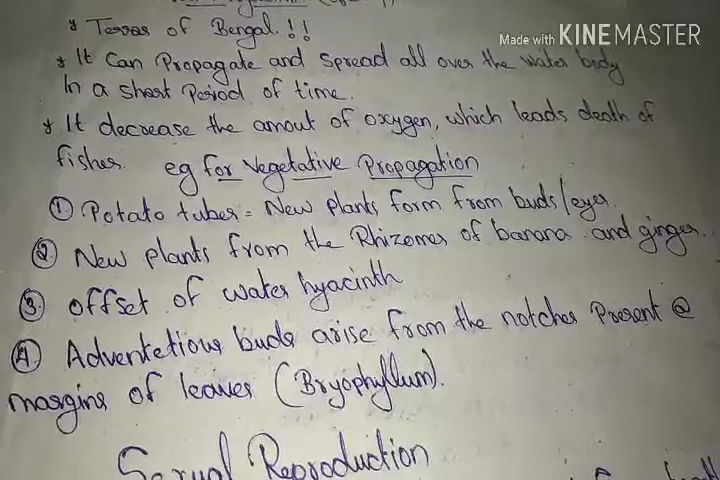 Made with KINEMASTER
* Terror of Bengal!!
* It can Propagate and spread all over the water body
In a short Period of time.
* It decrease the amout of oxygen, which leads death of
fishes. eg for Vegetative Propagation
① Potato tuber = New plants form from buds/eyes.
② New plants from the Rhizomes of banana and ginger.
③ Offset of water hyacinth
④ Adventetious buds arise from the notches Present @
margins of leaves (Bryophyllum).
Sexual Reproduction